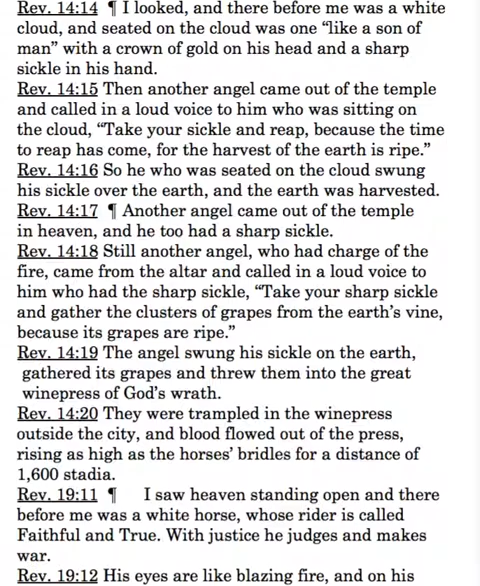 Rev. 14:14 ¶ I looked, and there before me was a white
cloud, and seated on the cloud was one “like a son of
man” with a crown of gold on his head and a sharp
sickle in his hand.
Rev. 14:15 Then another angel came out of the temple
and called in a loud voice to him who was sitting on
the cloud, “Take your sickle and reap, because the time
to reap has come, for the harvest of the earth is ripe.”
Rev. 14:16 So he who was seated on the cloud swung
his sickle over the earth, and the earth was harvested.
Rev. 14:17 ¶ Another angel came out of the temple
in heaven, and he too had a sharp sickle.
Rev. 14:18 Still another angel, who had charge of the
fire, came from the altar and called in a loud voice to
him who had the sharp sickle, “Take your sharp sickle
and gather the clusters of grapes from the earth’s vine,
because its grapes are ripe.”
Rev. 14:19 The angel swung his sickle on the earth,
gathered its grapes and threw them into the great
winepress of God’s wrath.
Rev. 14:20 They were trampled in the winepress
outside the city, and blood flowed out of the press,
rising as high as the horses’ bridles for a distance of
1,600 stadia.
Rev. 19:11 ¶ I saw heaven standing open and there
before me was a white horse, whose rider is called
Faithful and True. With justice he judges and makes
war.
Rev. 19:12 His eyes are like blazing fire, and on his